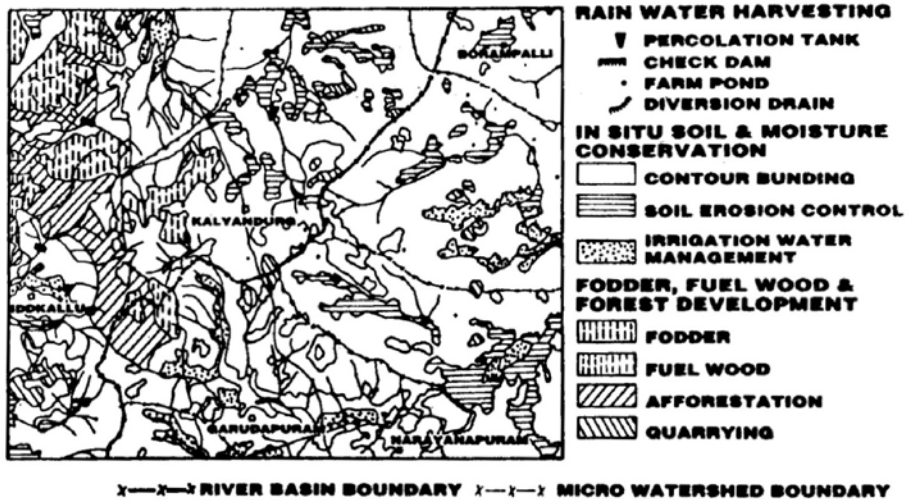 BORAMPALLI
KALYANDURG
IDDKALLU
GARUDAPURAM
NARAYANAPURAM
RAIN WATER HARVESTING
PERCOLATION TANK
CHECK DAM
FARM POND
DIVERSION DRAIN
IN SITU SOIL & MOISTURE
CONSERVATION
CONTOUR BUNDING
SOIL EROSION CONTROL
IRRIGATION WATER
MANAGEMENT
FODDER, FUEL WOOD &
FOREST DEVELOPMENT
FODDER
FUEL WOOD
AFFORESTATION
QUARRYING
RIVER BASIN BOUNDARY
MICRO WATERSHED BOUNDARY